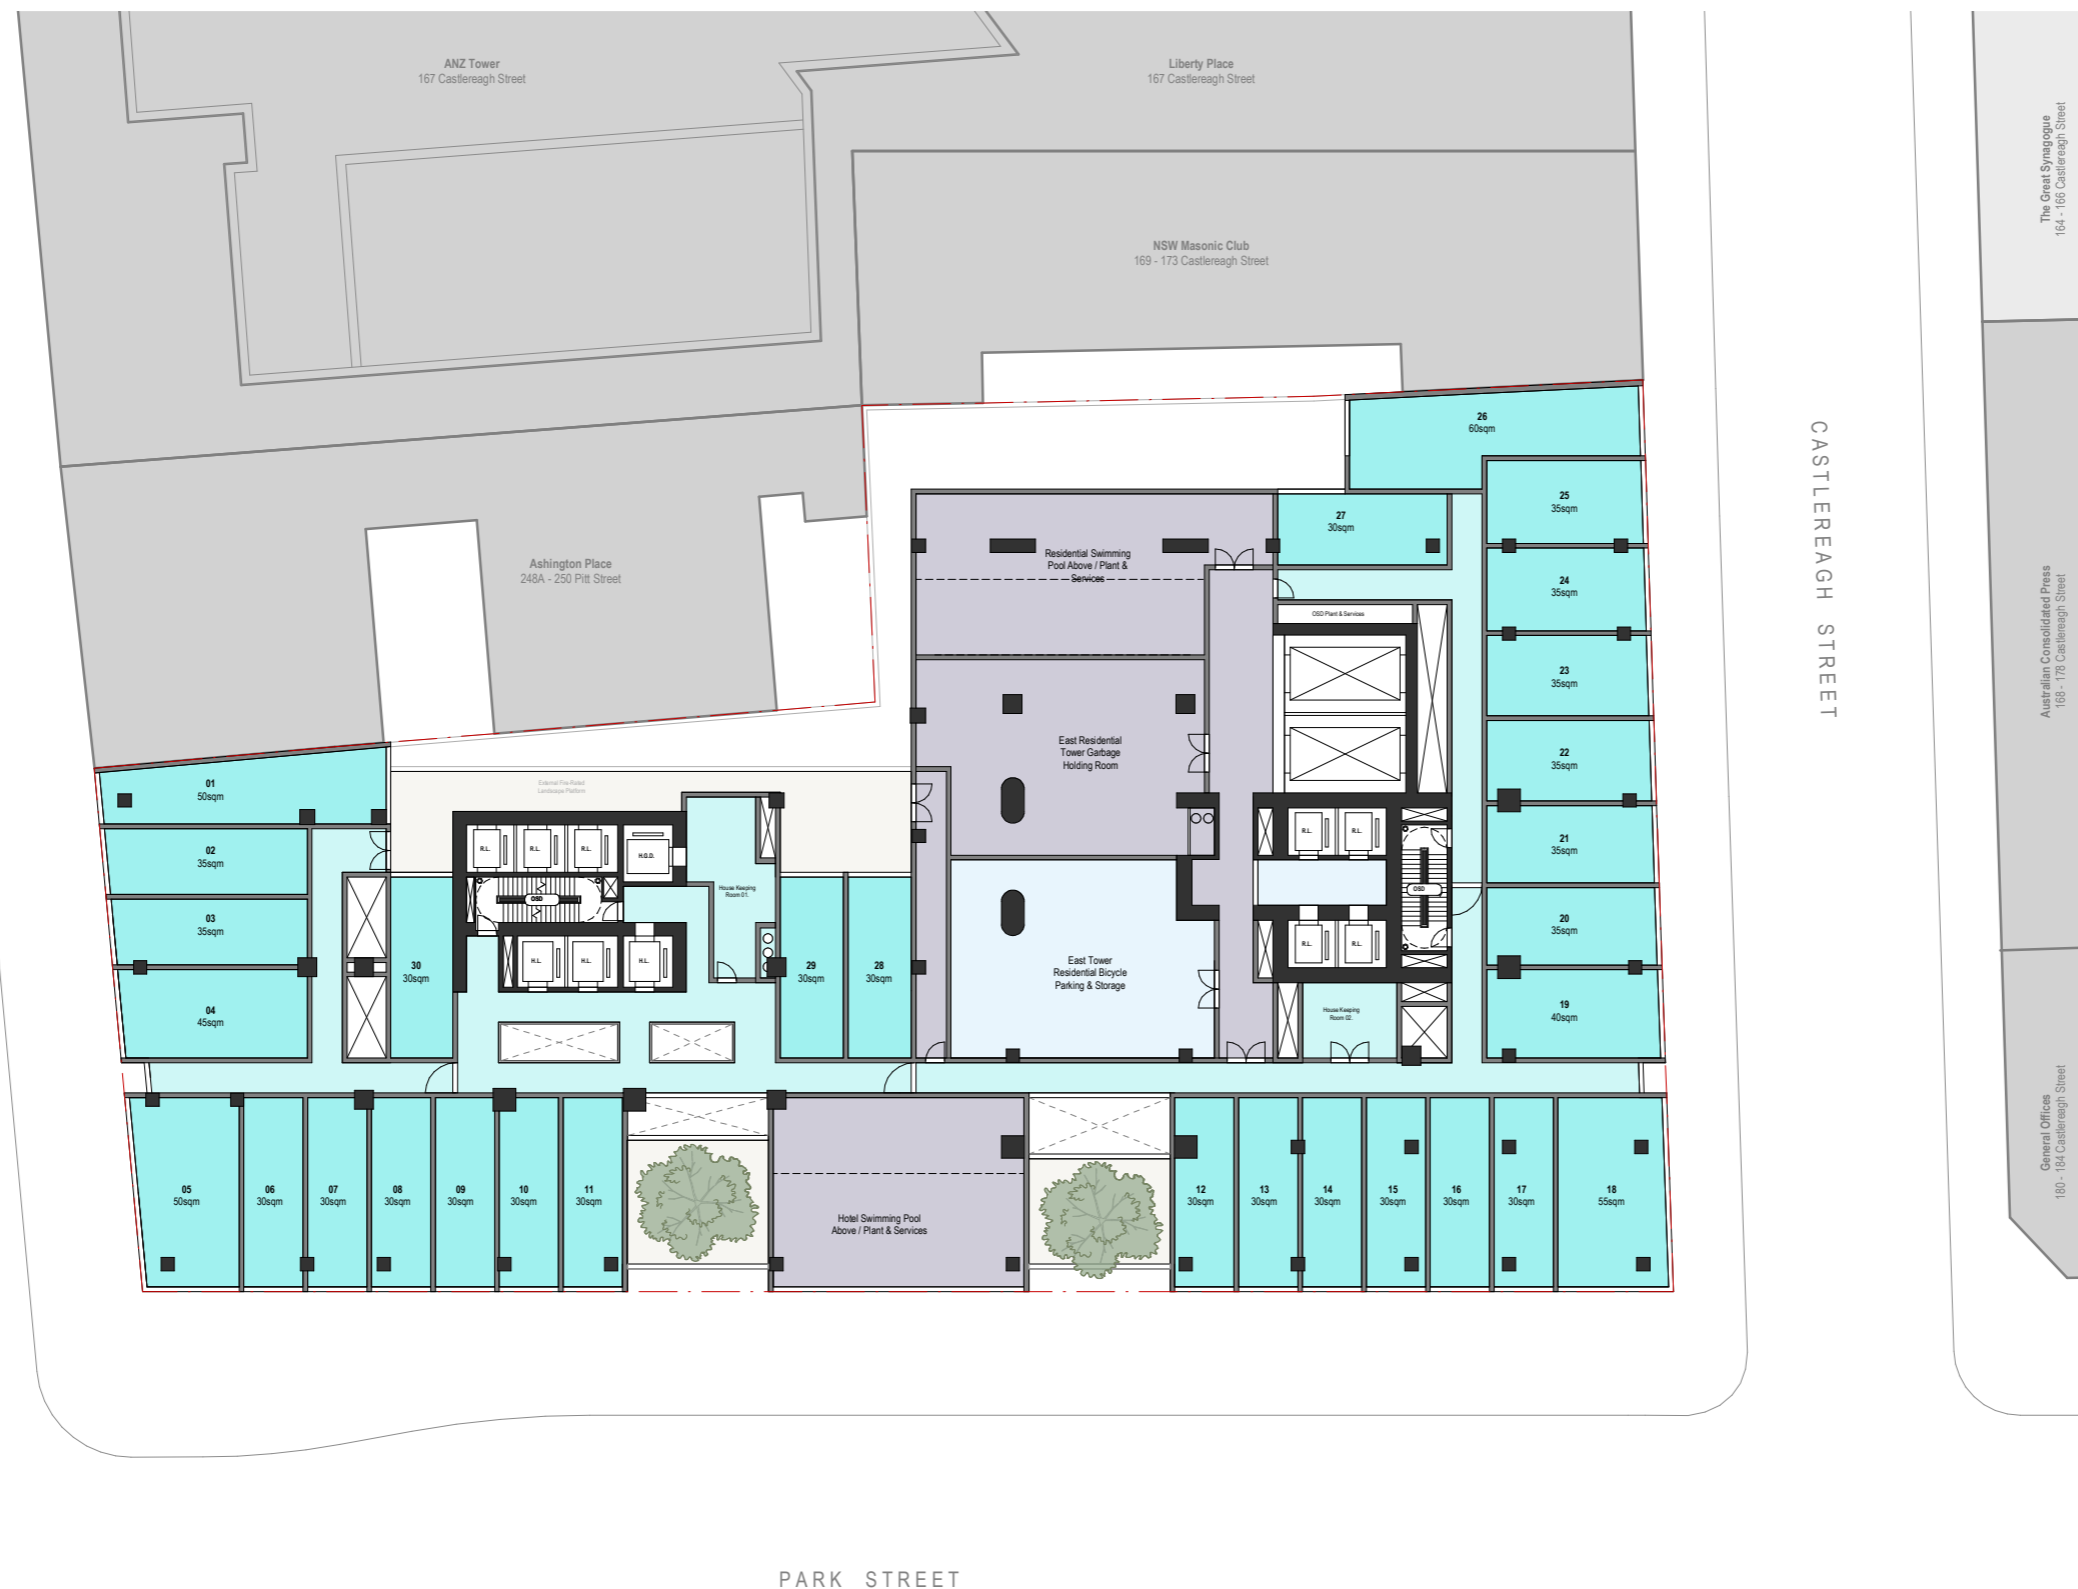 ANZ Tower
167 Castlereagh Street
Liberty Place
167 Castlereagh Street
The Great Synagogue
164 - 166 Castlereagh Street
NSW Masonic Club
169 - 173 Castlereagh Street
26
60sqm
CASTLEREAGH STREET
25
35sqm
27
30sqm
Ashington Place
248A - 250 Pitt Street
Residential Swimming
Pool Above / Plant &
Services
24
35sqm
Australian Consolidated Press
168 - 178 Castlereagh Street
OSD Plant & Services
23
35sqm
East Residential
Tower Garbage
Holding Room
22
35sqm
01
50sqm
External Fire-Rated
Landscape Platform
R.L.
R.L.
R.L.
H.G.D.
R.L.
R.L.
21
35sqm
02
35sqm
House Keeping
Room 01.
OSD
OSD
03
35sqm
20
35sqm
30
30sqm
H.L.
H.L.
H.L.
29
30sqm
28
30sqm
East Tower
Residential Bicycle
Parking & Storage
R.L.
R.L.
04
45sqm
House Keeping
Room 02.
19
40sqm
General Offices
180 - 184 Castlereagh Street
05
50sqm
06
30sqm
07
30sqm
08
30sqm
09
30sqm
10
30sqm
11
30sqm
Hotel Swimming Pool
Above / Plant & Services
12
30sqm
13
30sqm
14
30sqm
15
30sqm
16
30sqm
17
30sqm
18
55sqm
PARK STREET